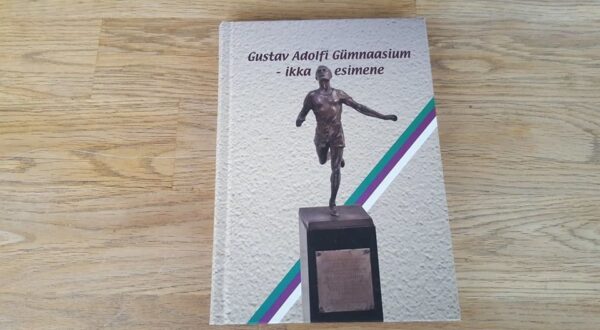 Gustav Adolfi Gümnaasium
- ikka esimene